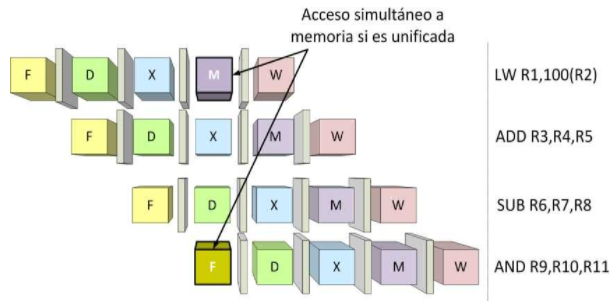 Acceso simultáneo a
memoria si es unificada
F D X M W LW R1,100(R2)
F D X M W ADD R3,R4,R5
F D X M W SUB R6,R7,R8
F D X M W AND R9,R10,R11